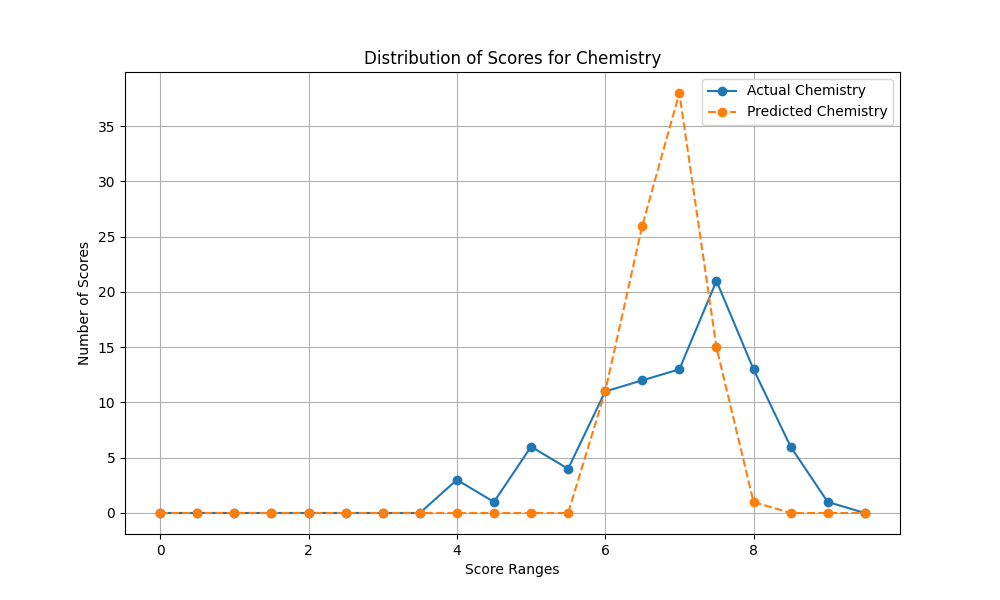 Distribution of Scores for Chemistry
Actual Chemistry
Predicted Chemistry
Number of Scores
35
30
25
20
15
10
5
0
0 2 4 6 8
Score Ranges